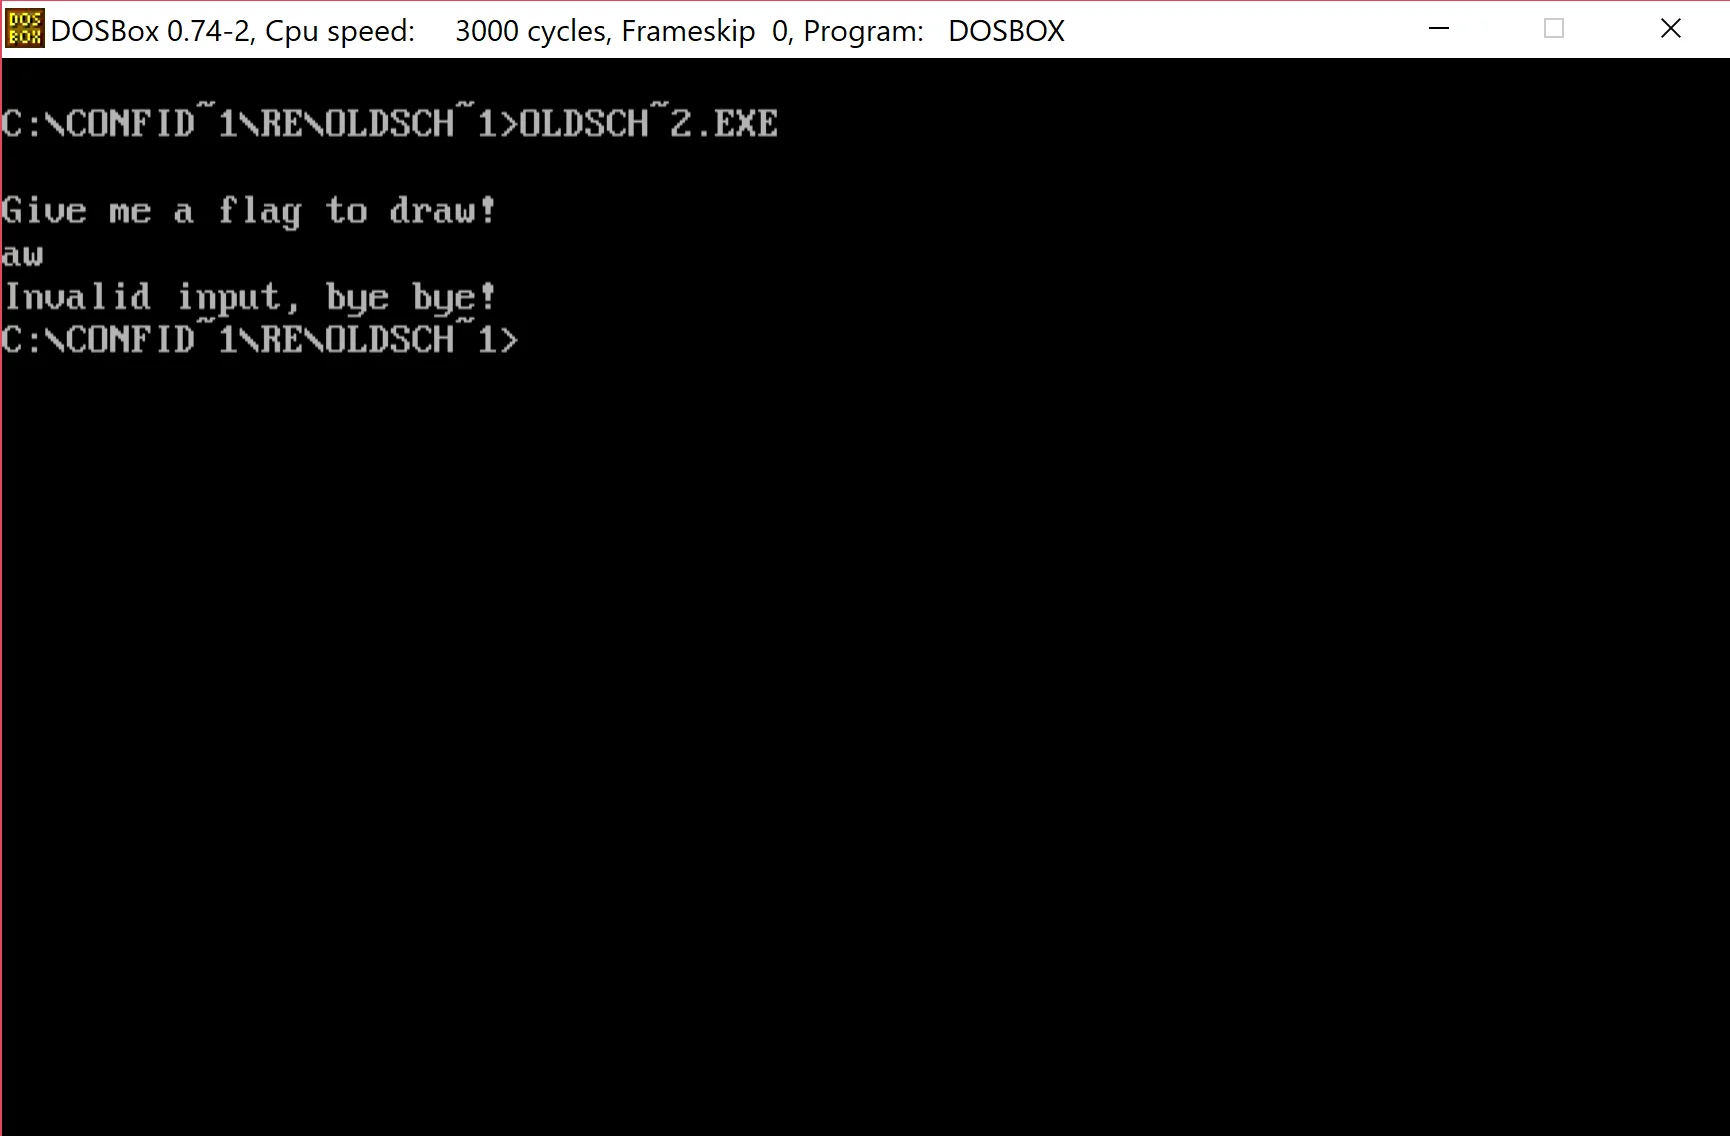 DOS
BOX
DOSBox 0.74-2, Cpu speed:     3000 cycles, Frameskip  0, Program:   DOSBOX
C:\CONFID~1\RE\OLDSCH~1>OLDSCH~2.EXE
Give me a flag to draw!
aw
Invalid input, bye bye!
C:\CONFID~1\RE\OLDSCH~1>